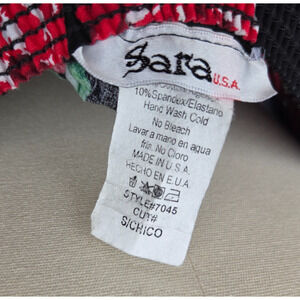 Sara U.S.A.
10%Spandex/Elastano
Hand Wash Cold
No Bleach
Lavar a mano en agua
fria. No Cloro
MADE IN U.S.A.
HECHO EN E.U.A.
STYLE#7045
CUT#
S/CHICO